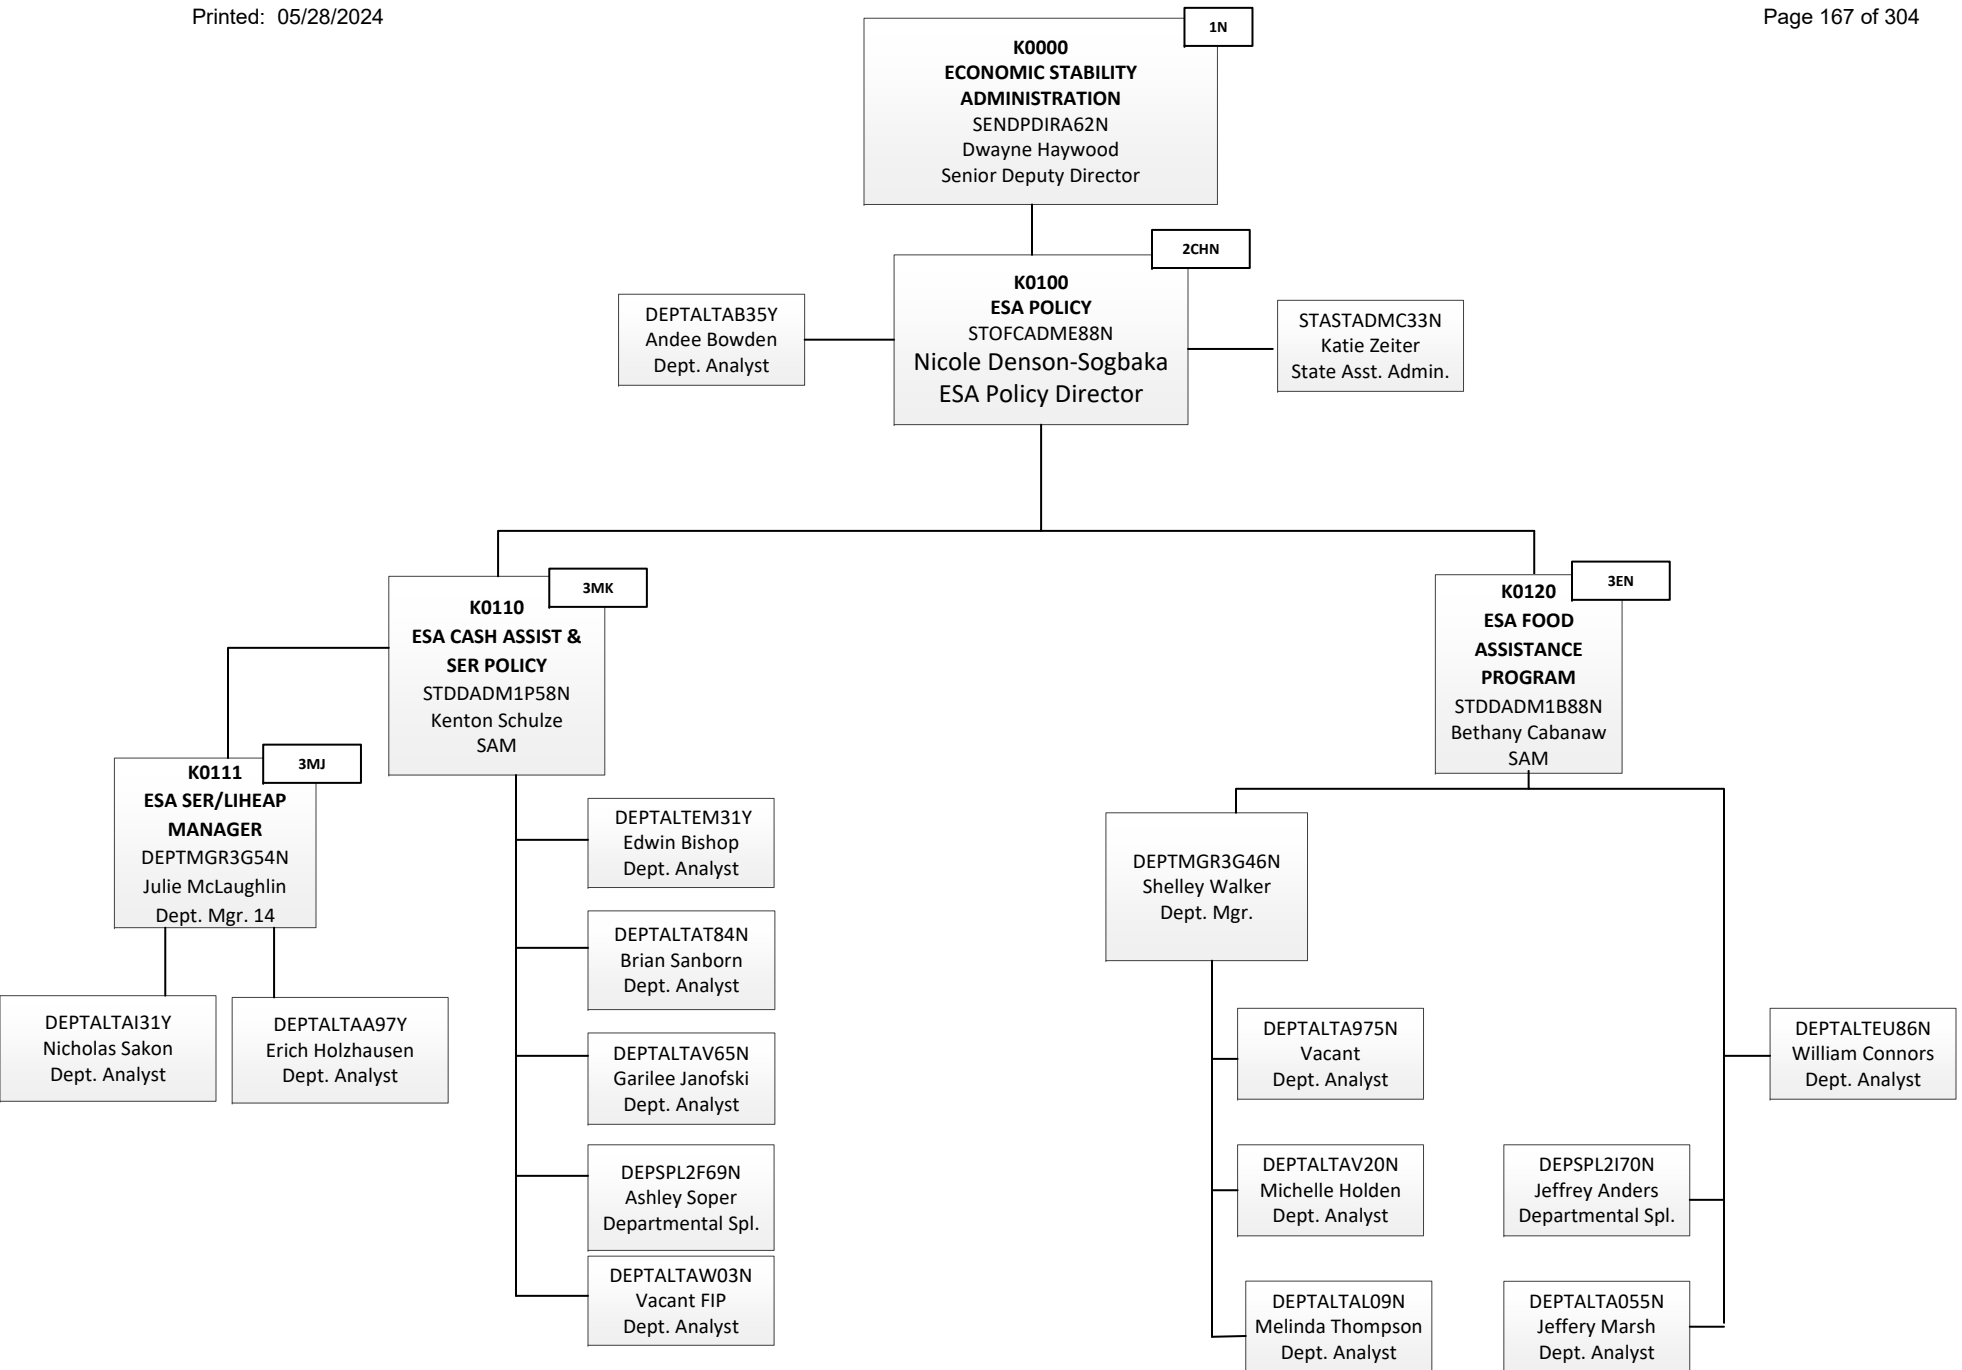 Printed: 05/28/2024
Page 167 of 304
1N
K0000
ECONOMIC STABILITY
ADMINISTRATION
SENDPDIRA62N
Dwayne Haywood
Senior Deputy Director
2CHN
K0100
ESA POLICY
STOFCADME88N
Nicole Denson-Sogbaka
ESA Policy Director
DEPTALTAB35Y
Andee Bowden
Dept. Analyst
STASTADMC33N
Katie Zeiter
State Asst. Admin.
3MK
K0110
ESA CASH ASSIST &
SER POLICY
STDDADM1P58N
Kenton Schulze
SAM
3EN
K0120
ESA FOOD
ASSISTANCE
PROGRAM
STDDADM1B88N
Bethany Cabanaw
SAM
3MJ
K0111
ESA SER/LIHEAP
MANAGER
DEPTMGR3G54N
Julie McLaughlin
Dept. Mgr. 14
DEPTALTAI31Y
Nicholas Sakon
Dept. Analyst
DEPTALTAA97Y
Erich Holzhausen
Dept. Analyst
DEPTALTEM31Y
Edwin Bishop
Dept. Analyst
DEPTALTAT84N
Brian Sanborn
Dept. Analyst
DEPTALTAV65N
Garilee Janofski
Dept. Analyst
DEPSPL2F69N
Ashley Soper
Departmental Spl.
DEPTALTAW03N
Vacant FIP
Dept. Analyst
DEPTMGR3G46N
Shelley Walker
Dept. Mgr.
DEPTALTA975N
Vacant
Dept. Analyst
DEPTALTAV20N
Michelle Holden
Dept. Analyst
DEPTALTAL09N
Melinda Thompson
Dept. Analyst
DEPTALTEU86N
William Connors
Dept. Analyst
DEPSPL2I70N
Jeffrey Anders
Departmental Spl.
DEPTALTA055N
Jeffery Marsh
Dept. Analyst